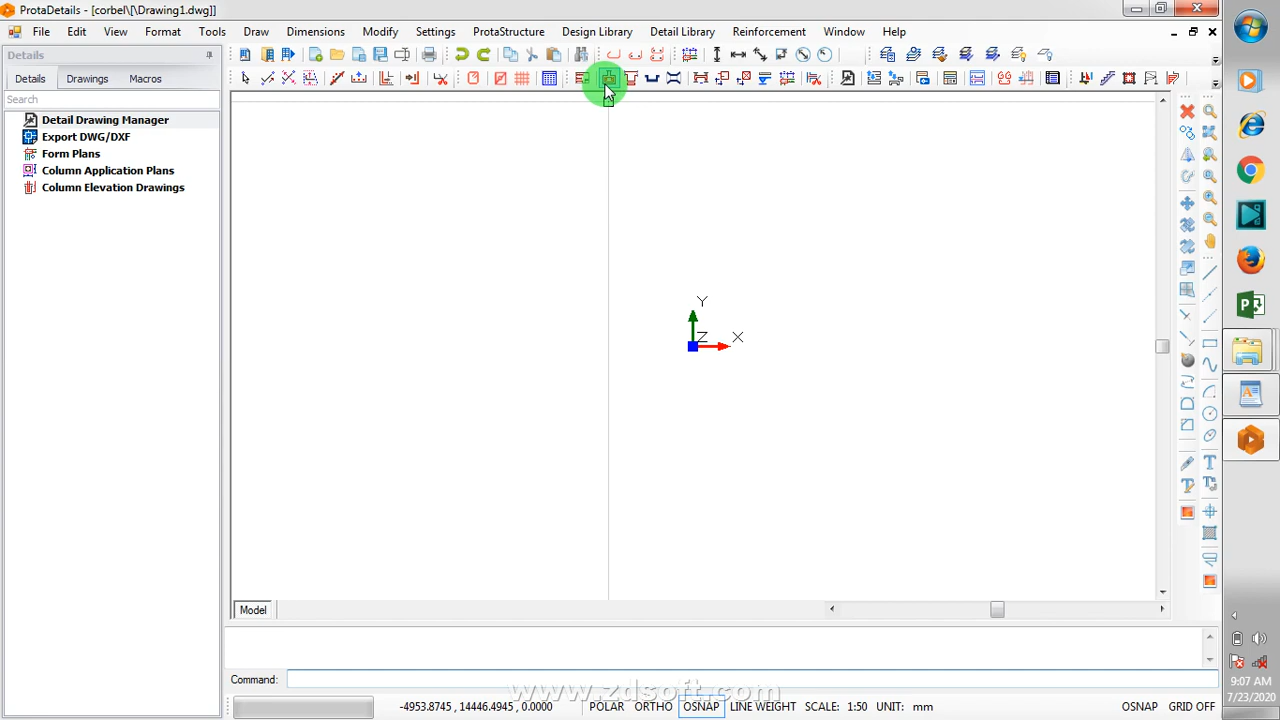 ProtaDetails - [corbel\[\Drawing1.dwg]]
File Edit View Format Tools Draw Dimensions Modify Settings ProtaStructure Design Library Detail Library Reinforcement Window Help
Details
Details Drawings Macros
Search
Detail Drawing Manager
Export DWG/DXF
Form Plans
Column Application Plans
Column Elevation Drawings
Y
Z X
Model
Command:
www.zdsoft.com
-4953.8745 , 14446.4945 , 0.0000 POLAR ORTHO OSNAP LINE WEIGHT SCALE: 1:50 UNIT: mm OSNAP GRID OFF
9:07 AM
7/23/2020